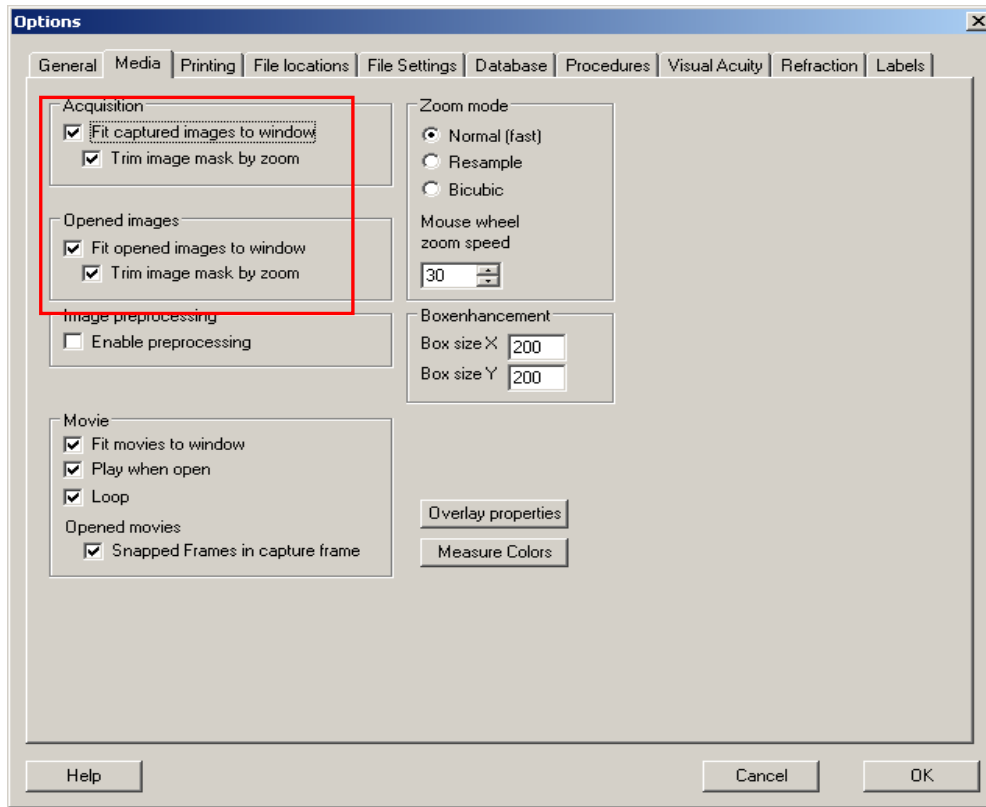 Options
General Media Printing File locations File Settings Database Procedures Visual Acuity Refraction Labels
Acquisition
Fit captured images to window
Trim image mask by zoom
Opened images
Fit opened images to window
Trim image mask by zoom
Image preprocessing
Enable preprocessing
Movie
Fit movies to window
Play when open
Loop
Opened movies
Snapped Frames in capture frame
Zoom mode
Normal (fast)
Resample
Bicubic
Mouse wheel
zoom speed
30
Boxenhancement
Box size X 200
Box size Y 200
Overlay properties
Measure Colors
Help Cancel OK